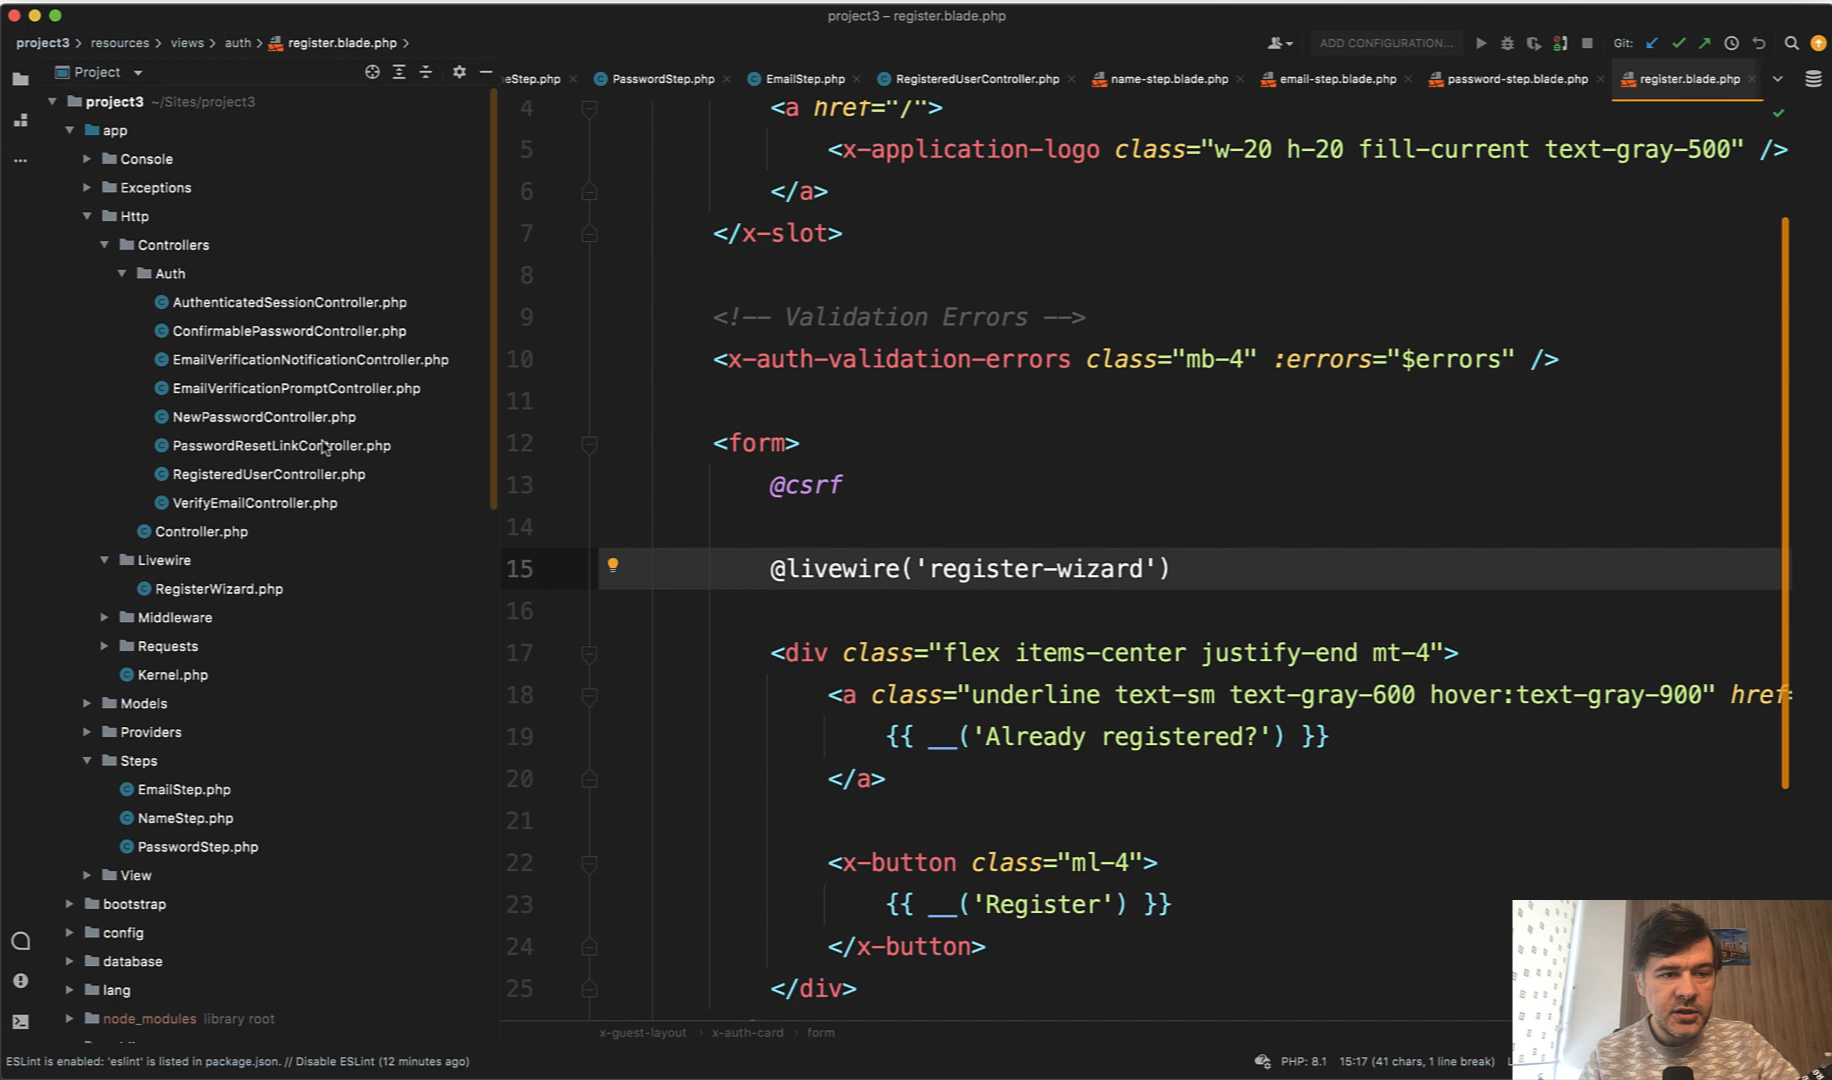 project3 – register.blade.php
project3 > resources > views > auth > register.blade.php >
ADD CONFIGURATION...
Git:
Project
eStep.php
PasswordStep.php
EmailStep.php
RegisteredUserController.php
name-step.blade.php
email-step.blade.php
password-step.blade.php
register.blade.php
project3 ~/Sites/project3
app
Console
Exceptions
Http
Controllers
Auth
AuthenticatedSessionController.php
ConfirmablePasswordController.php
EmailVerificationNotificationController.php
EmailVerificationPromptController.php
NewPasswordController.php
PasswordResetLinkController.php
RegisteredUserController.php
VerifyEmailController.php
Controller.php
Livewire
RegisterWizard.php
Middleware
Requests
Kernel.php
Models
Providers
Steps
EmailStep.php
NameStep.php
PasswordStep.php
View
bootstrap
config
database
lang
node_modules library root
4 <a href="/">
5 <x-application-logo class="w-20 h-20 fill-current text-gray-500" />
6 </a>
7 </x-slot>
8
9 <!-- Validation Errors -->
10 <x-auth-validation-errors class="mb-4" :errors="$errors" />
11
12 <form>
13 @csrf
14
15 @livewire('register-wizard')
16
17 <div class="flex items-center justify-end mt-4">
18 <a class="underline text-sm text-gray-600 hover:text-gray-900" href=
19 {{ __('Already registered?') }}
20 </a>
21
22 <x-button class="ml-4">
23 {{ __('Register') }}
24 </x-button>
25 </div>
x-guest-layout > x-auth-card > form
ESLint is enabled: 'eslint' is listed in package.json. // Disable ESLint (12 minutes ago)
PHP: 8.1 15:17 (41 chars, 1 line break)